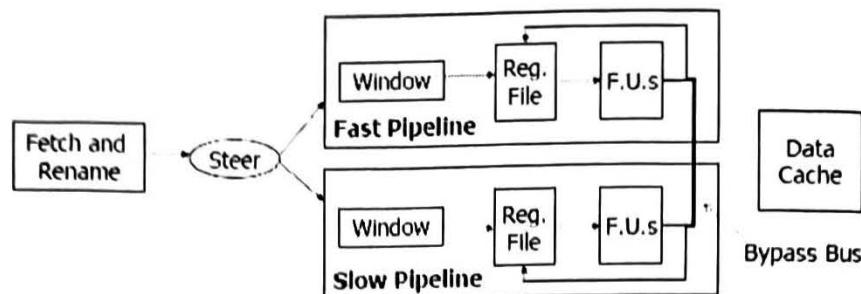 Fetch and
Rename
Steer
Window
Reg.
File
F.U.s
Fast Pipeline
Window
Reg.
File
F.U.s
Slow Pipeline
Data
Cache
Bypass Bus